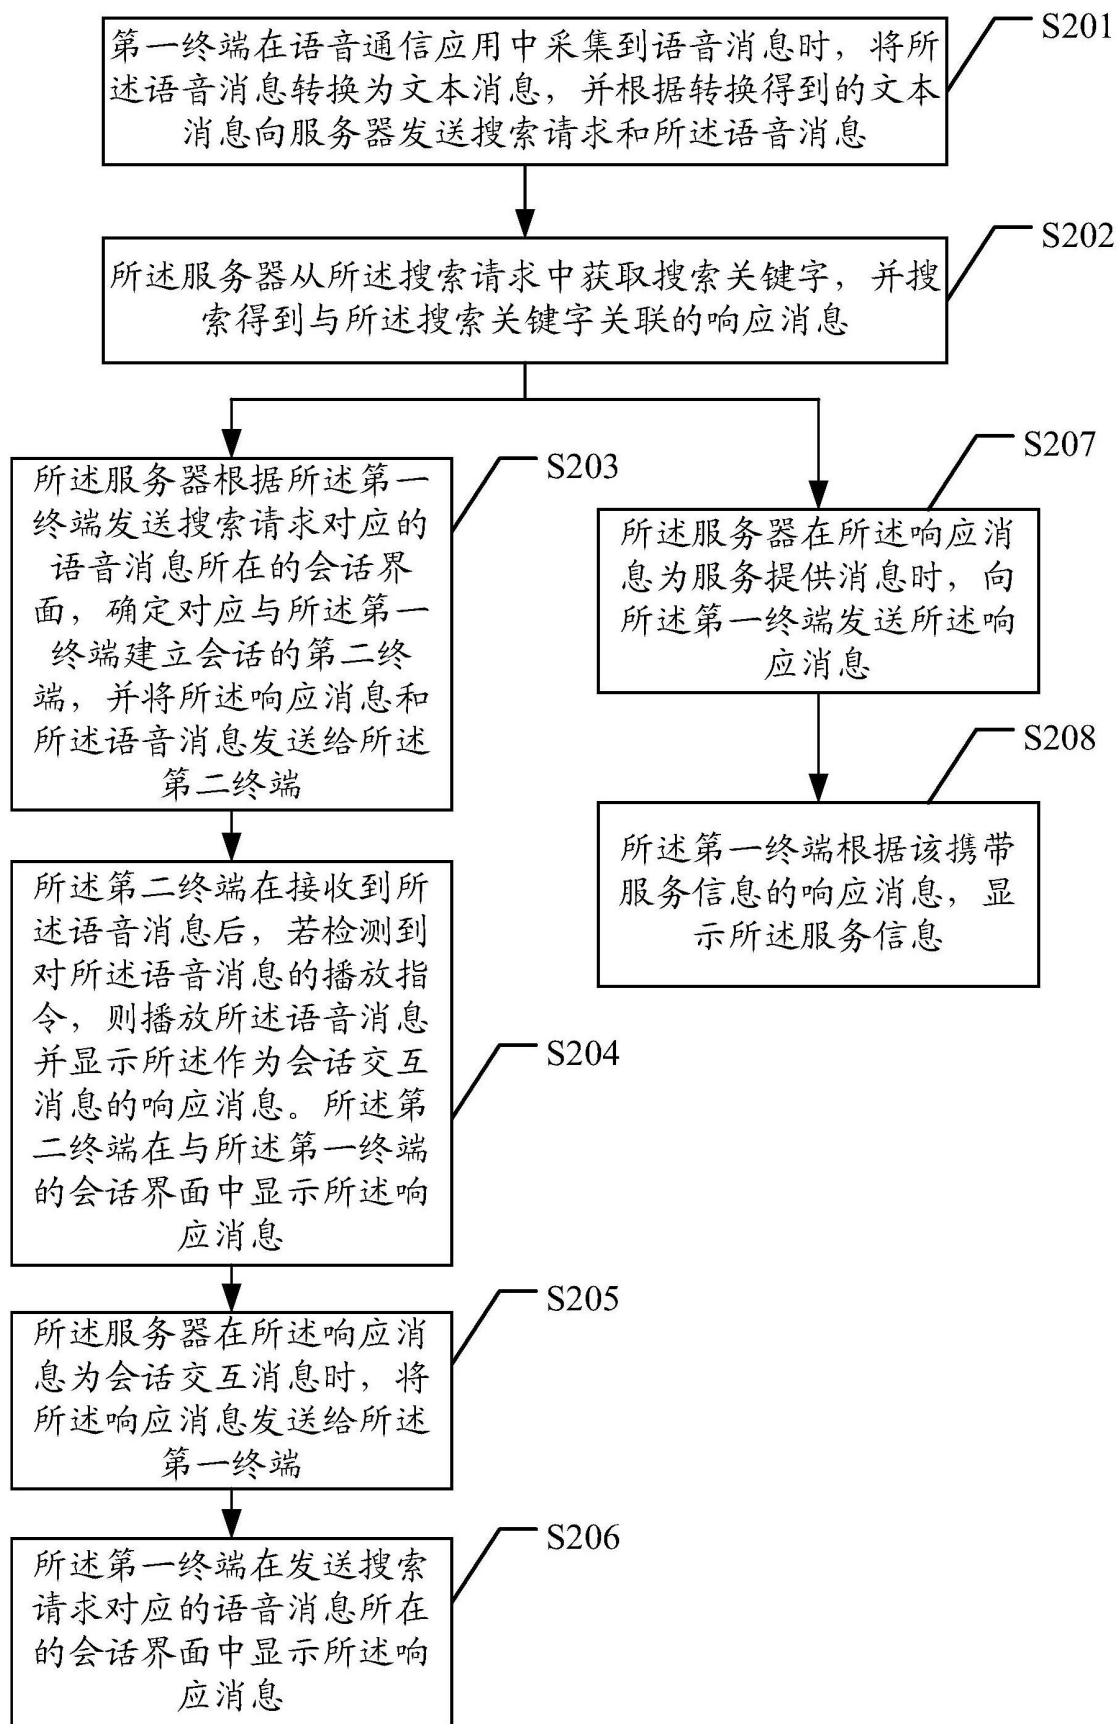 第一终端在语音通信应用中采集到语音消息时，将所
述语音消息转换为文本消息，并根据转换得到的文本
消息向服务器发送搜索请求和所述语音消息
S201
所述服务器从所述搜索请求中获取搜索关键字，并搜
索得到与所述搜索关键字关联的响应消息
S202
所述服务器根据所述第一
终端发送搜索请求对应的
语音消息所在的会话界
面，确定对应与所述第一
终端建立会话的第二终
端，并将所述响应消息和
所述语音消息发送给所述
第二终端
S203
所述第二终端在接收到所
述语音消息后，若检测到
对所述语音消息的播放指
令，则播放所述语音消息
并显示所述作为会话交互
消息的响应消息。所述第
二终端在与所述第一终端
的会话界面中显示所述响
应消息
S204
所述服务器在所述响应消
息为会话交互消息时，将
所述响应消息发送给所述
第一终端
S205
所述第一终端在发送搜索
请求对应的语音消息所在
的会话界面中显示所述响
应消息
S206
所述服务器在所述响应消
息为服务提供消息时，向
所述第一终端发送所述响
应消息
S207
所述第一终端根据该携带
服务信息的响应消息，显
示所述服务信息
S208